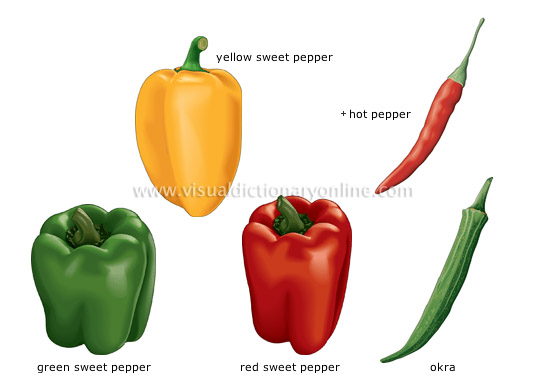 yellow sweet pepper
+ hot pepper
www.visualdictionaryonline.com
green sweet pepper
red sweet pepper
okra